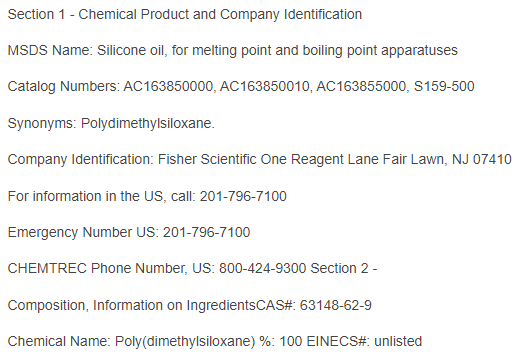 Section 1 - Chemical Product and Company Identification
MSDS Name: Silicone oil, for melting point and boiling point apparatuses
Catalog Numbers: AC163850000, AC163850010, AC163855000, S159-500
Synonyms: Polydimethylsiloxane.
Company Identification: Fisher Scientific One Reagent Lane Fair Lawn, NJ 07410
For information in the US, call: 201-796-7100
Emergency Number US: 201-796-7100
CHEMTREC Phone Number, US: 800-424-9300 Section 2 -
Composition, Information on IngredientsCAS#: 63148-62-9
Chemical Name: Poly(dimethylsiloxane) %: 100 EINECS#: unlisted